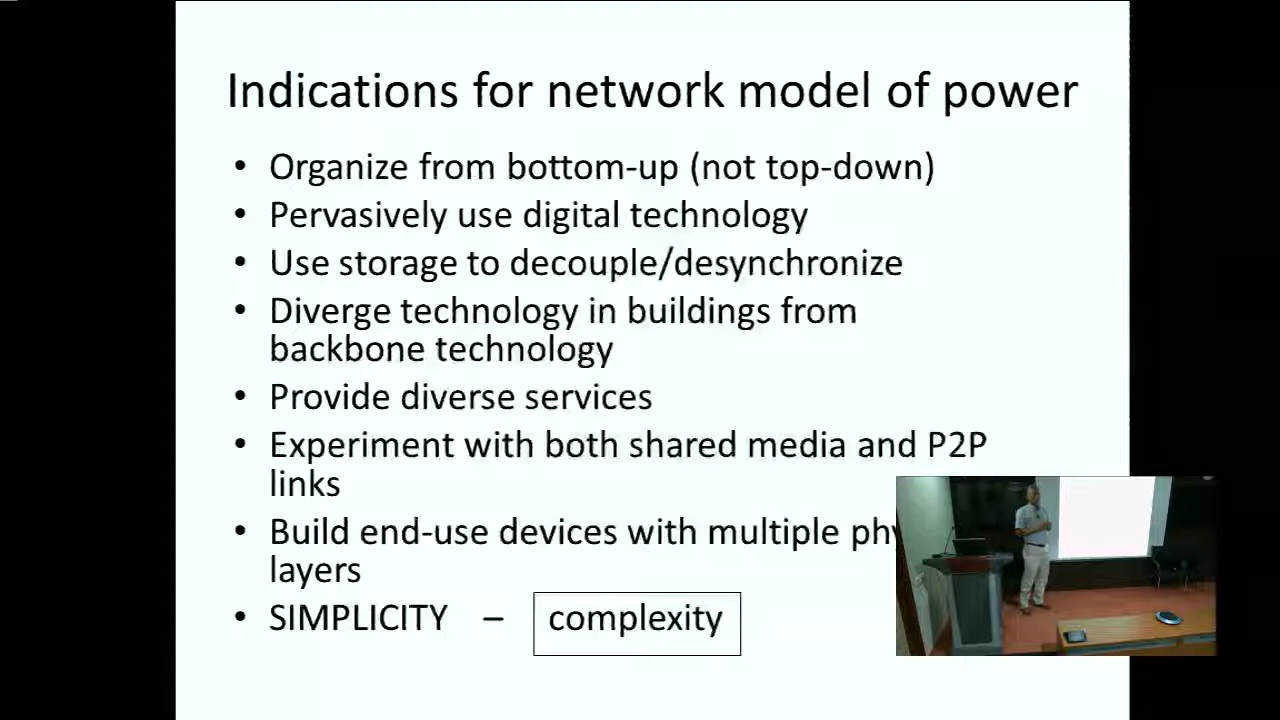 Indications for network model of power
• Organize from bottom-up (not top-down)
• Pervasively use digital technology
• Use storage to decouple/desynchronize
• Diverge technology in buildings from
backbone technology
• Provide diverse services
• Experiment with both shared media and P2P
links
• Build end-use devices with multiple
layers
• SIMPLICITY – complexity